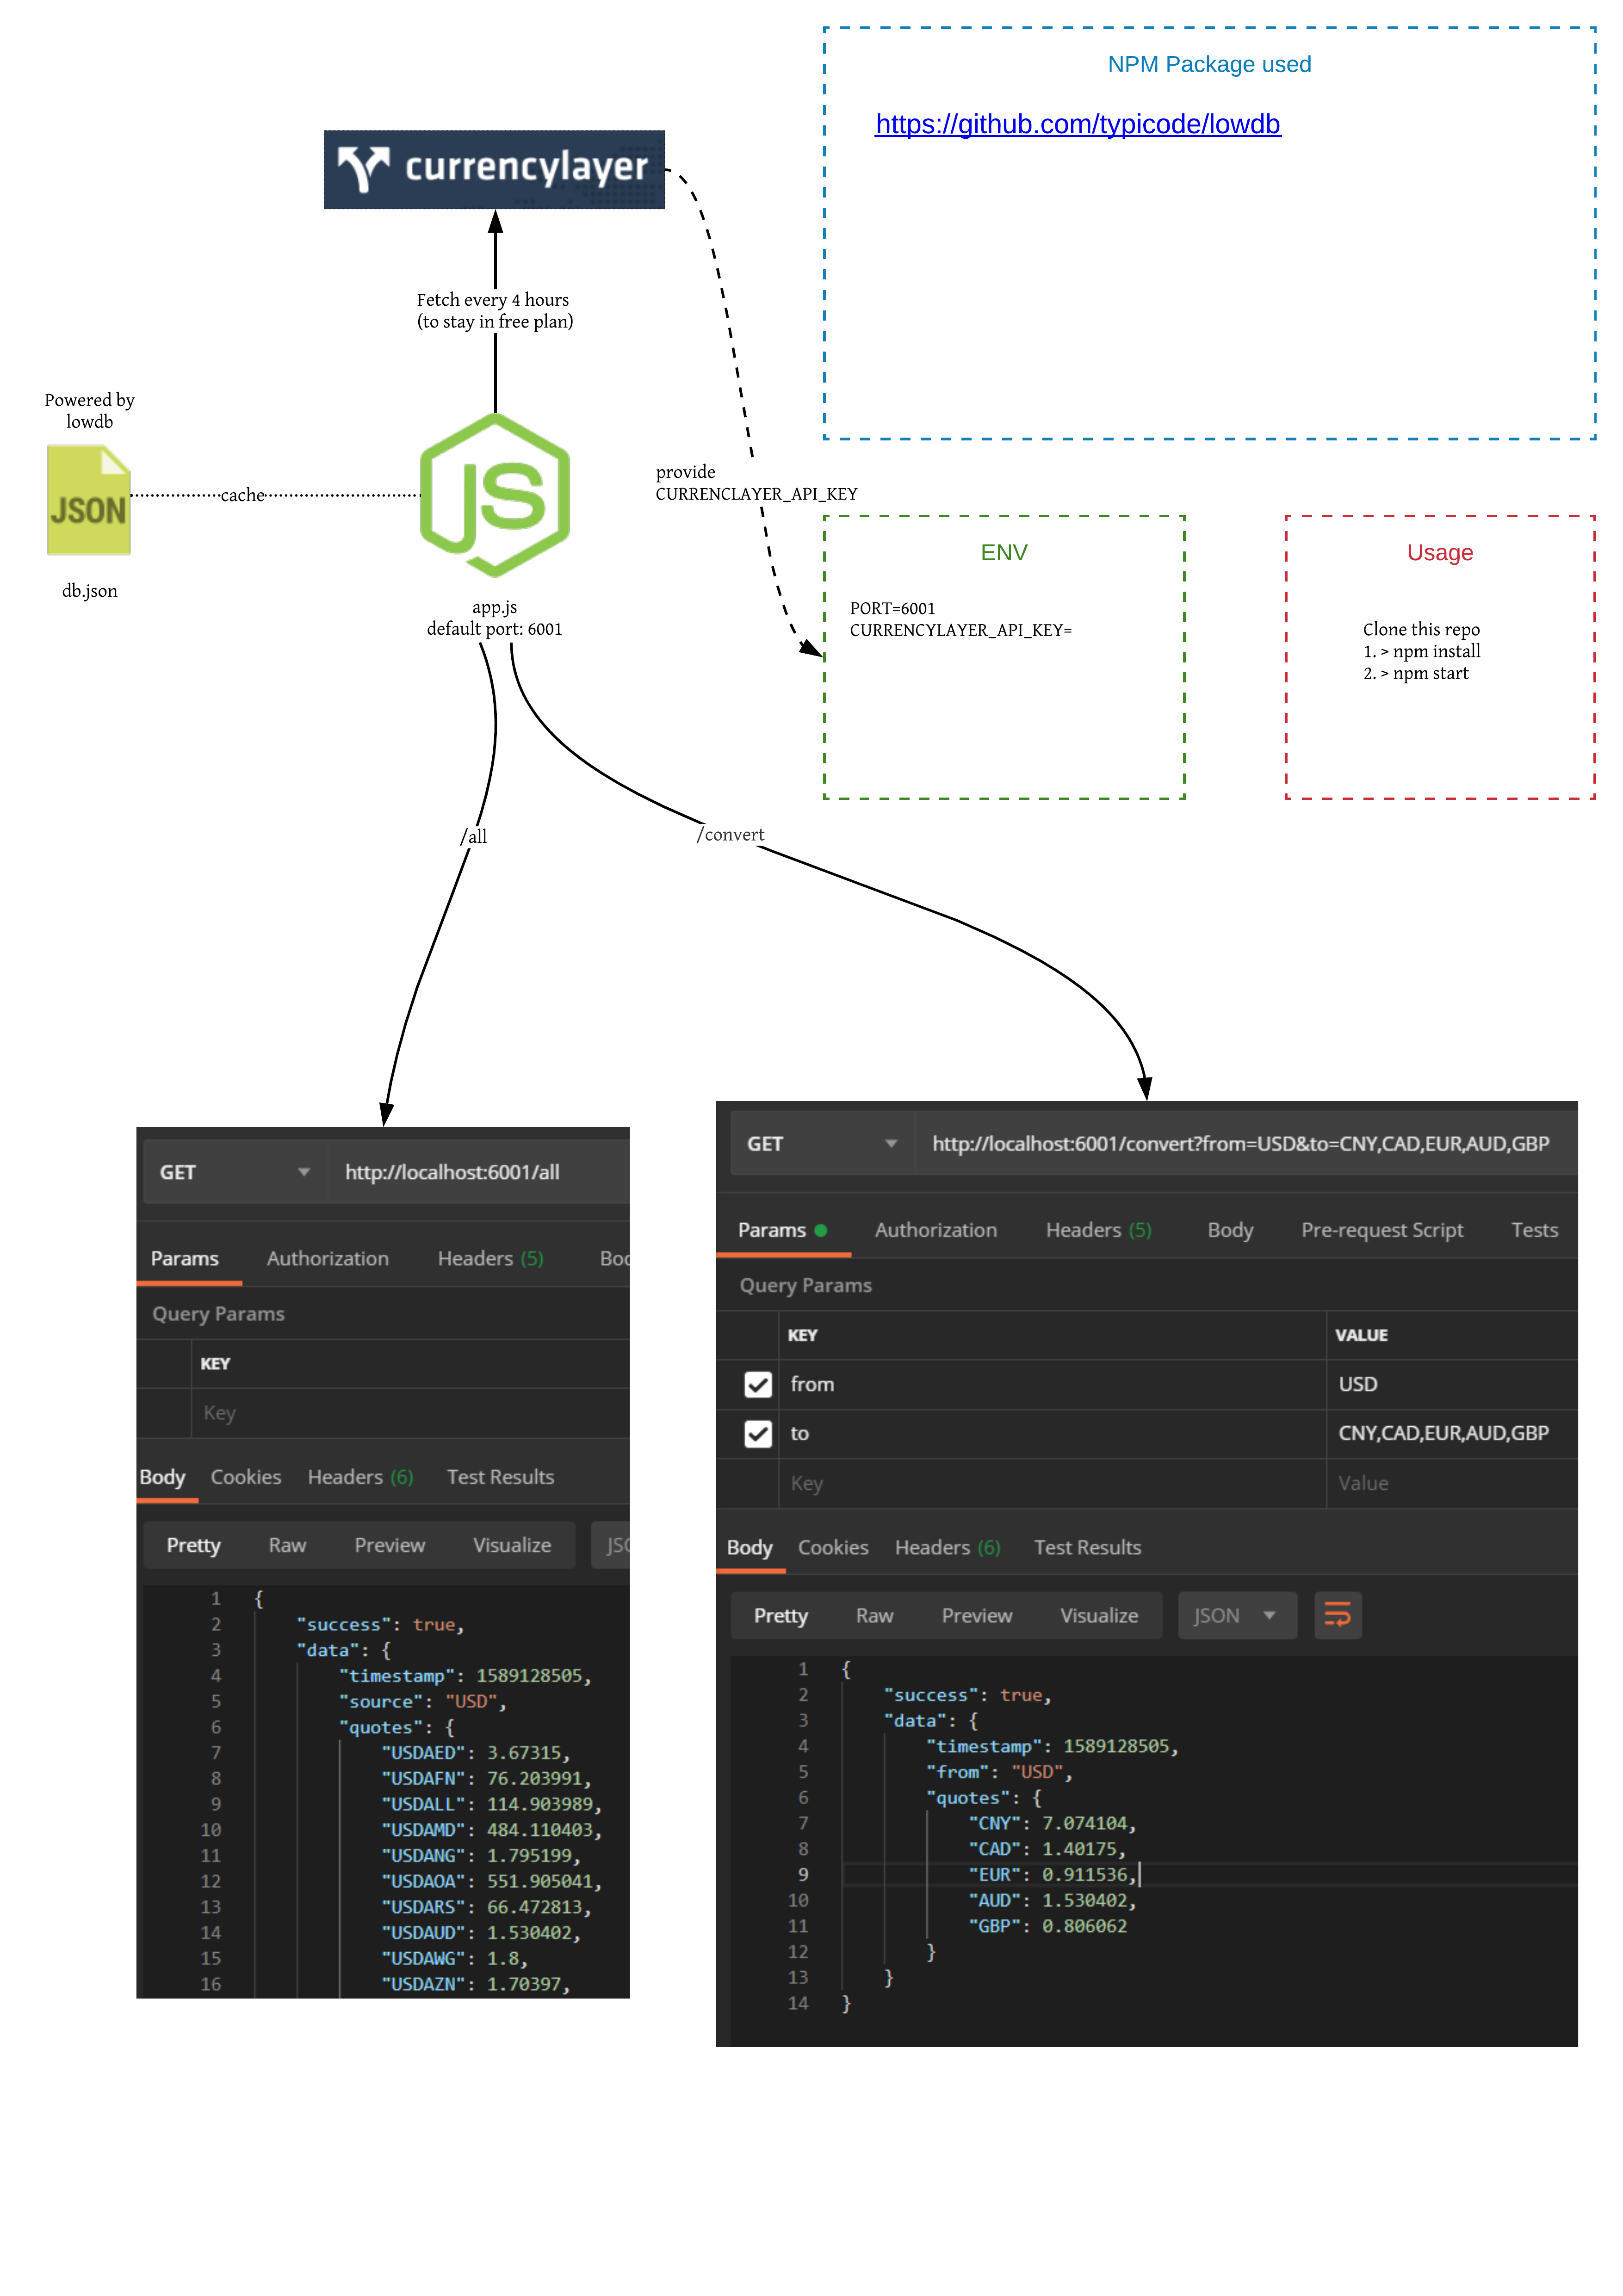 NPM Package used
https://github.com/typicode/lowdb
currencylayer
Fetch every 4 hours
(to stay in free plan)
Powered by
lowdb
JSON
cache
db.json
JS
app.js
default port: 6001
provide
CURRENCLAYER_API_KEY
ENV
PORT=6001
CURRENCYLAYER_API_KEY=
Usage
Clone this repo
1. > npm install
2. > npm start
/all
/convert
GET http://localhost:6001/all
Params Authorization Headers (5)
Query Params
KEY
Key
Body Cookies Headers (6) Test Results
Pretty Raw Preview Visualize
1 {
2 "success": true,
3 "data": {
4 "timestamp": 1589128505,
5 "source": "USD",
6 "quotes": {
7 "USDAED": 3.67315,
8 "USDAFN": 76.203991,
9 "USDALL": 114.903989,
10 "USDAMD": 484.110403,
11 "USDANG": 1.795199,
12 "USDAOA": 551.905041,
13 "USDARS": 66.472813,
14 "USDAUD": 1.530402,
15 "USDAWG": 1.8,
16 "USDAZN": 1.70397,
GET http://localhost:6001/convert?from=USD&to=CNY,CAD,EUR,AUD,GBP
Params Authorization Headers (5) Body Pre-request Script Tests
Query Params
KEY VALUE
from USD
to CNY,CAD,EUR,AUD,GBP
Key Value
Body Cookies Headers (6) Test Results
Pretty Raw Preview Visualize JSON
1 {
2 "success": true,
3 "data": {
4 "timestamp": 1589128505,
5 "from": "USD",
6 "quotes": {
7 "CNY": 7.074104,
8 "CAD": 1.40175,
9 "EUR": 0.911536,
10 "AUD": 1.530402,
11 "GBP": 0.806062
12 }
13 }
14 }